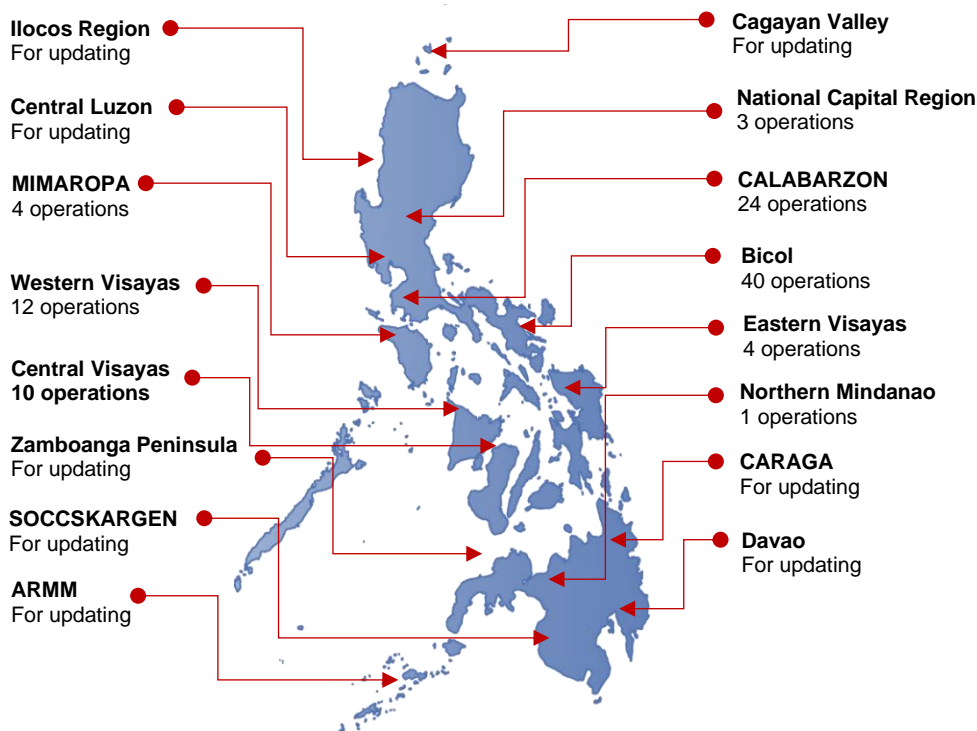 Ilocos Region
For updating
Central Luzon
For updating
MIMAROPA
4 operations
Western Visayas
12 operations
Central Visayas
10 operations
Zamboanga Peninsula
For updating
SOCCSKARGEN
For updating
ARMM
For updating
Cagayan Valley
For updating
National Capital Region
3 operations
CALABARZON
24 operations
Bicol
40 operations
Eastern Visayas
4 operations
Northern Mindanao
1 operations
CARAGA
For updating
Davao
For updating